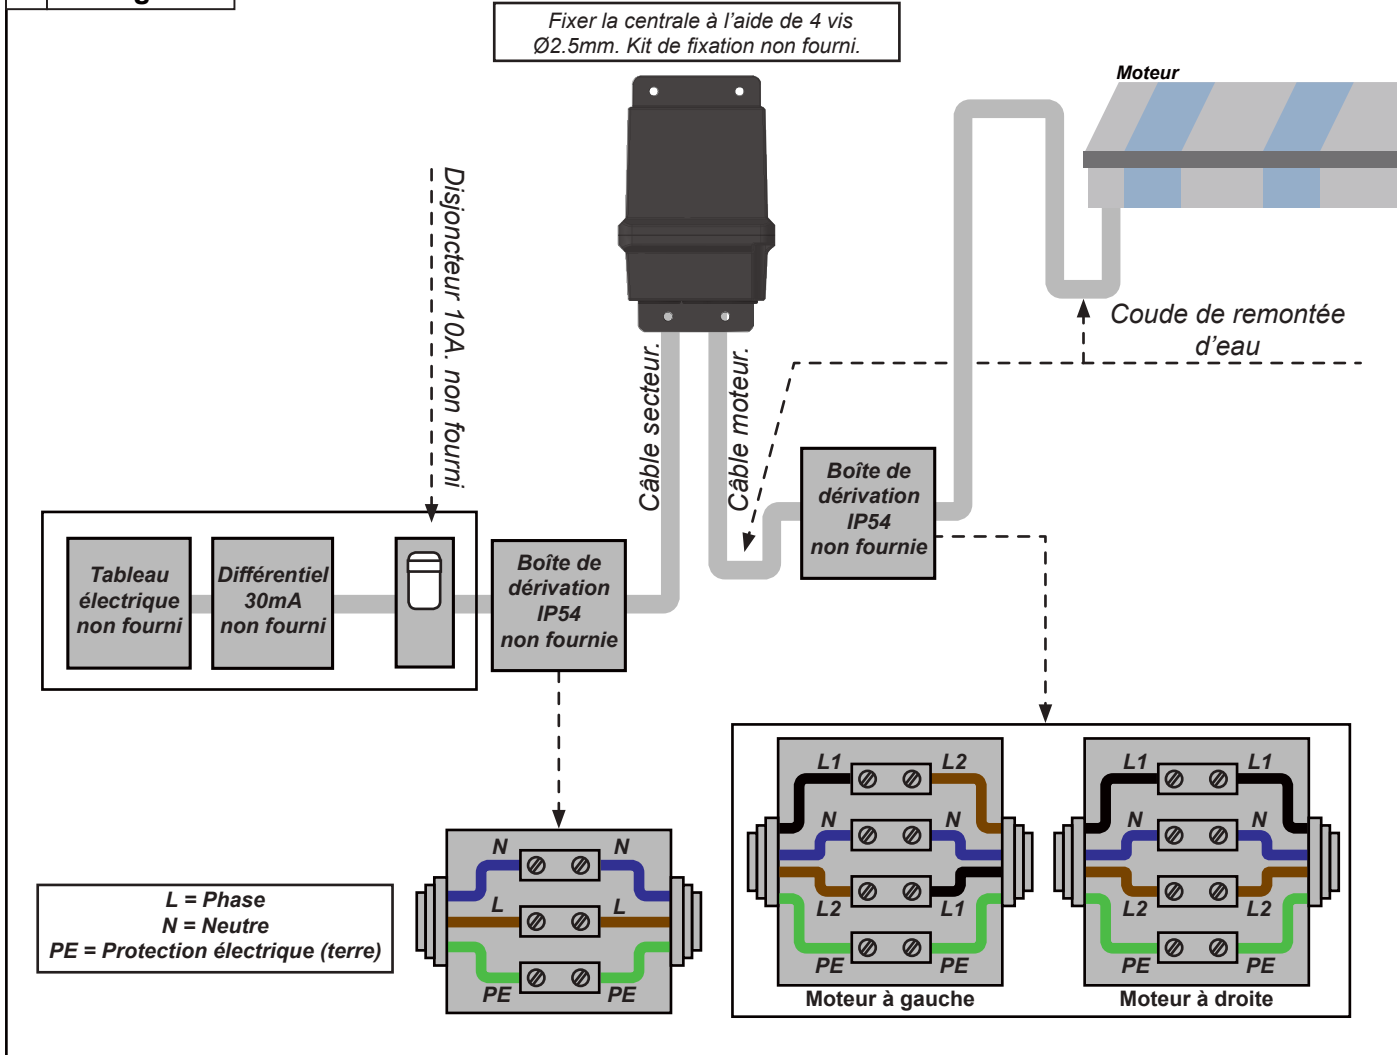 Fixer la centrale à l'aide de 4 vis
Ø2.5mm. Kit de fixation non fourni.
Moteur
Disjoncteur 10A. non fourni
Câble secteur.
Câble moteur.
Coude de remontée
d'eau
Boîte de
dérivation
IP54
non fournie
Tableau
électrique
non fourni
Différentiel
30mA
non fourni
Boîte de
dérivation
IP54
non fournie
L = Phase
N = Neutre
PE = Protection électrique (terre)
N N
L L
PE PE
L1 L2
N N
L2 L1
PE PE
Moteur à gauche
L1 L1
N N
L2 L2
PE PE
Moteur à droite